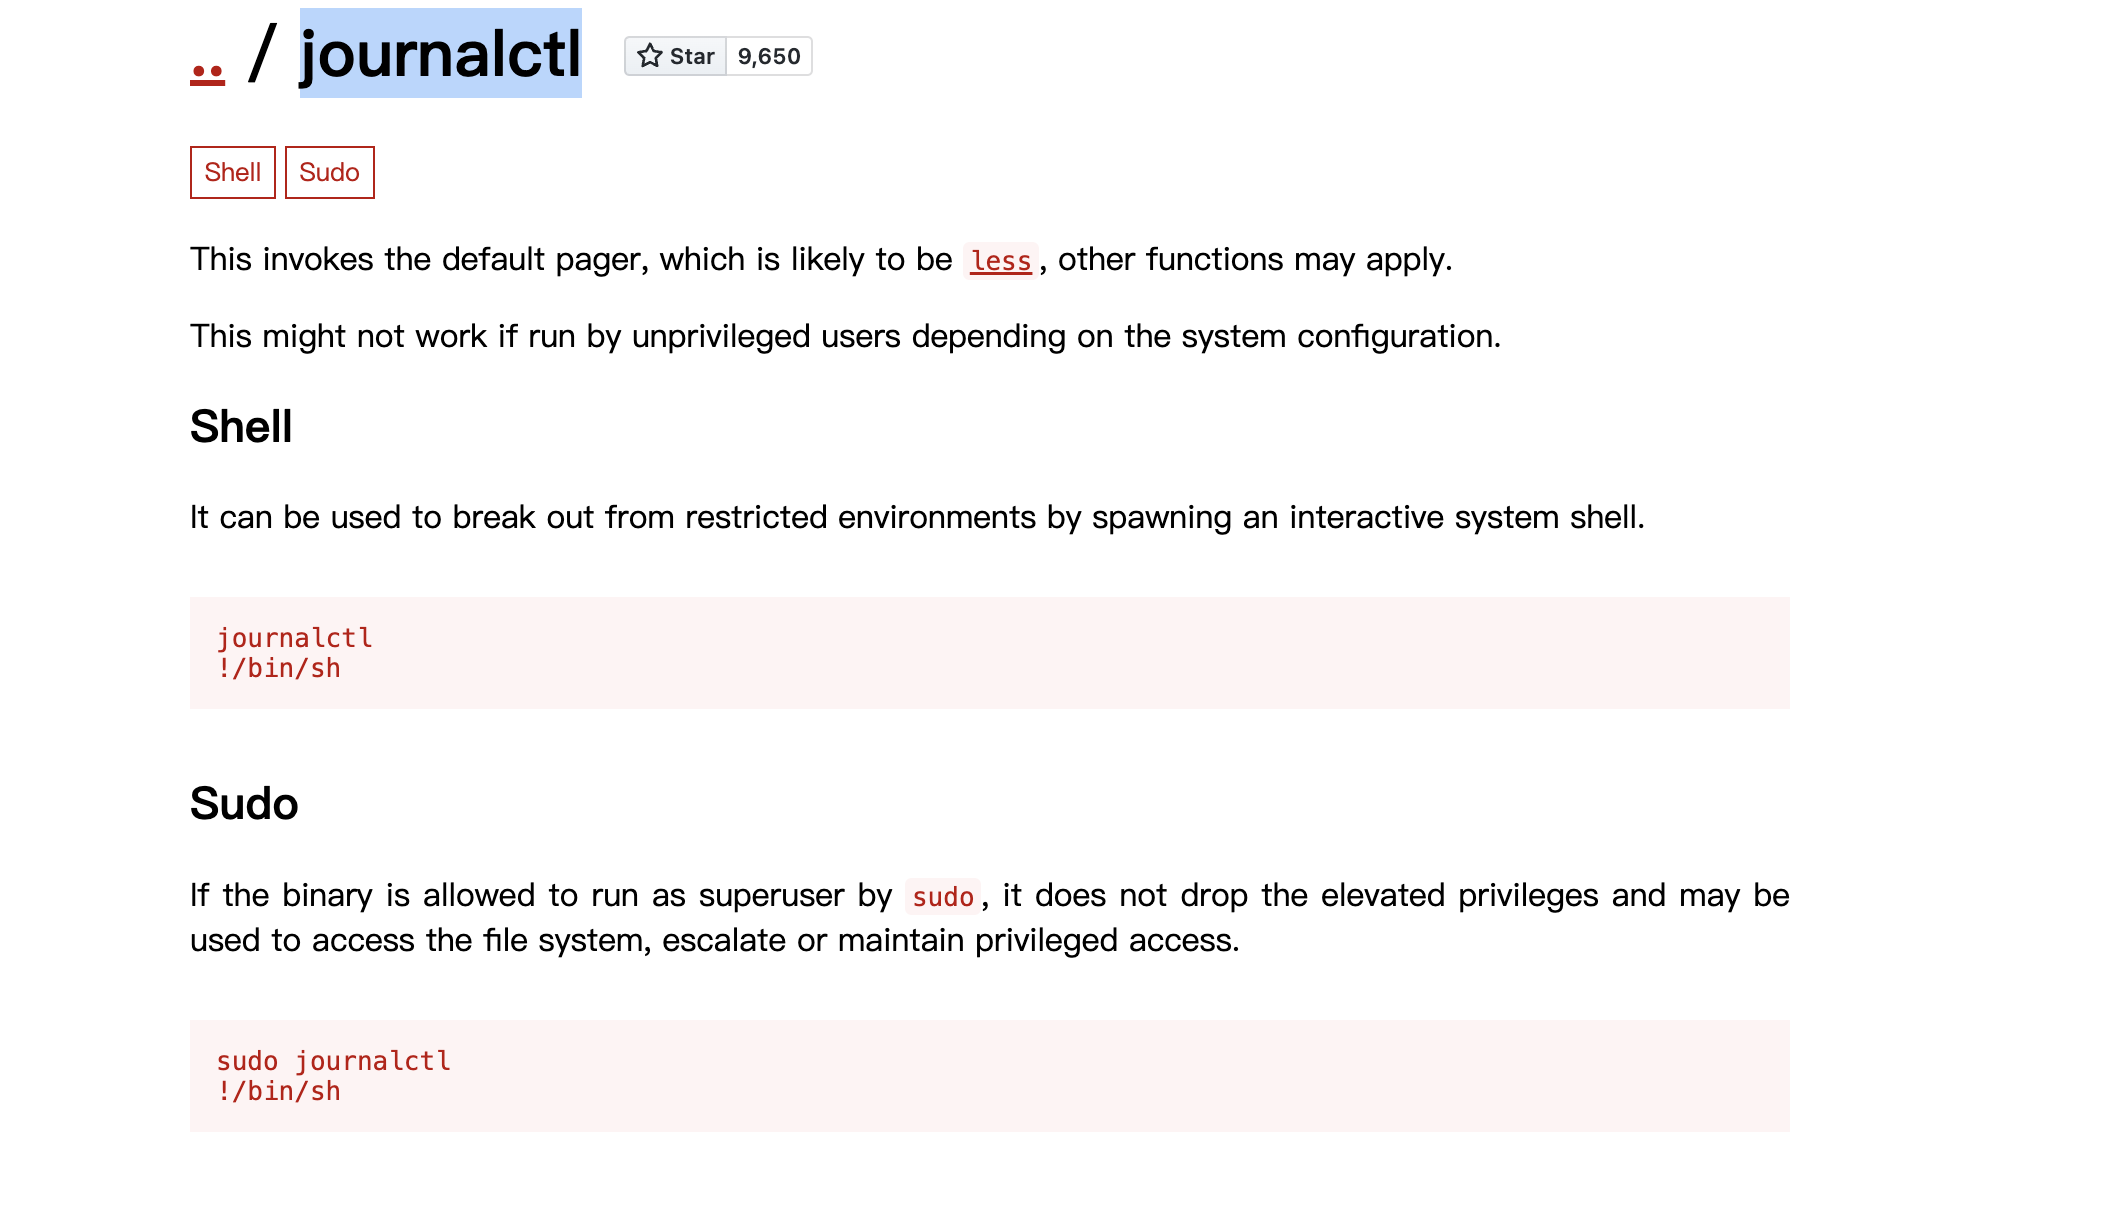 .. / journalctl Star 9,650
Shell Sudo
This invokes the default pager, which is likely to be less, other functions may apply.
This might not work if run by unprivileged users depending on the system configuration.
Shell
It can be used to break out from restricted environments by spawning an interactive system shell.
journalctl
!/bin/sh
Sudo
If the binary is allowed to run as superuser by sudo, it does not drop the elevated privileges and may be
used to access the file system, escalate or maintain privileged access.
sudo journalctl
!/bin/sh